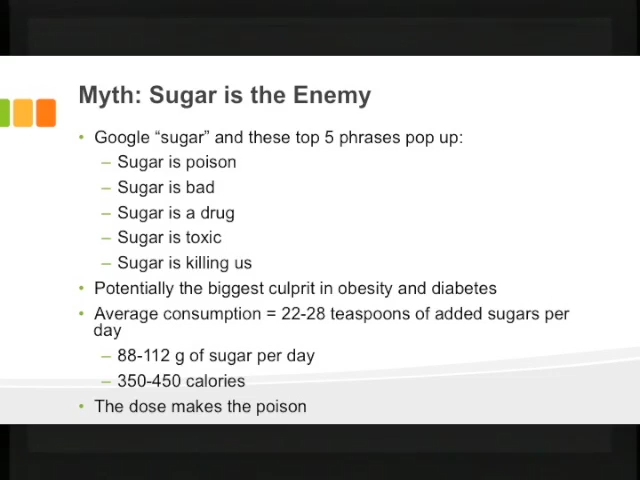 Myth: Sugar is the Enemy
• Google “sugar” and these top 5 phrases pop up:
– Sugar is poison
– Sugar is bad
– Sugar is a drug
– Sugar is toxic
– Sugar is killing us
• Potentially the biggest culprit in obesity and diabetes
• Average consumption = 22-28 teaspoons of added sugars per
day
– 88-112 g of sugar per day
– 350-450 calories
• The dose makes the poison